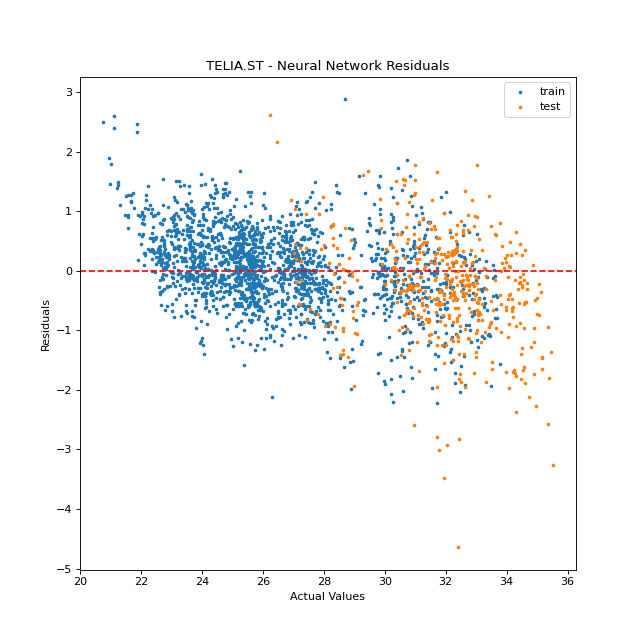 TELIA.ST - Neural Network Residuals
train
test
3
2
1
0
−1
−2
−3
−4
−5
Residuals
20 22 24 26 28 30 32 34 36
Actual Values